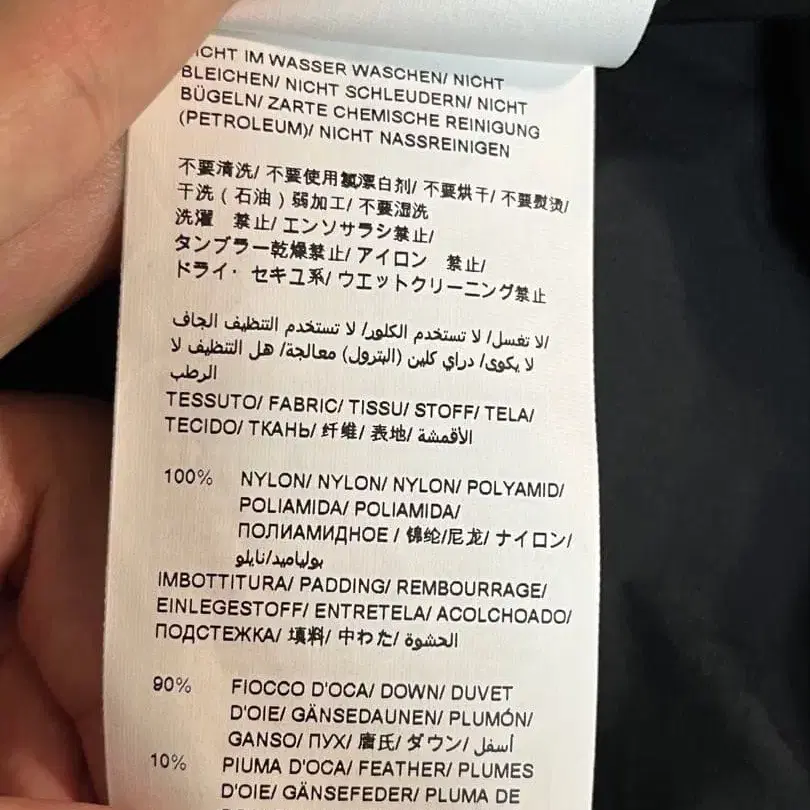 NICHT IM WASSER WASCHEN/ NICHT
BLEICHEN/ NICHT SCHLEUDERN/ NICHT
BÜGELN/ ZARTE CHEMISCHE REINIGUNG
(PETROLEUM)/ NICHT NASSREINIGEN
不要清洗/ 不要使用氯漂白剂/ 不要烘干/ 不要熨烫/
干洗 ( 石油 ) 弱加工/ 不要湿洗
洗濯 禁止/ エンソサラシ禁止/
タンブラー乾燥禁止/ アイロン 禁止/
ドライ· セキユ系/ ウエットクリーニング禁止
لا تغسل/ لا تستخدم الكلور/ لا تستخدم التنظيف الجاف/
لا يكوى/ دراي كلين (البترول) معالجة/ هل التنظيف لا
الرطب
TESSUTO/ FABRIC/ TISSU/ STOFF/ TELA/
TECIDO/ ТКАНЬ/ 纤维/ 表地/ الأقمشة
100% NYLON/ NYLON/ NYLON/ POLYAMID/
POLIAMIDA/ POLIAMIDA/
ПОЛИАМИДНОЕ / 锦纶/尼龙/ ナイロン/
بولياميد/نايلو
IMBOTTITURA/ PADDING/ REMBOURRAGE/
EINLEGESTOFF/ ENTRETELA/ ACOLCHOADO/
ПОДСТЕЖКА/ 填料/ 中わた/ الحشوة
90% FIOCCO D'OCA/ DOWN/ DUVET
D'OIE/ GÄNSEDAUNEN/ PLUMÓN/
GANSO/ ПУХ/ 唐氏/ ダウン/ أسفل
10% PIUMA D'OCA/ FEATHER/ PLUMES
D'OIE/ GÄNSEFEDER/ PLUMA DE